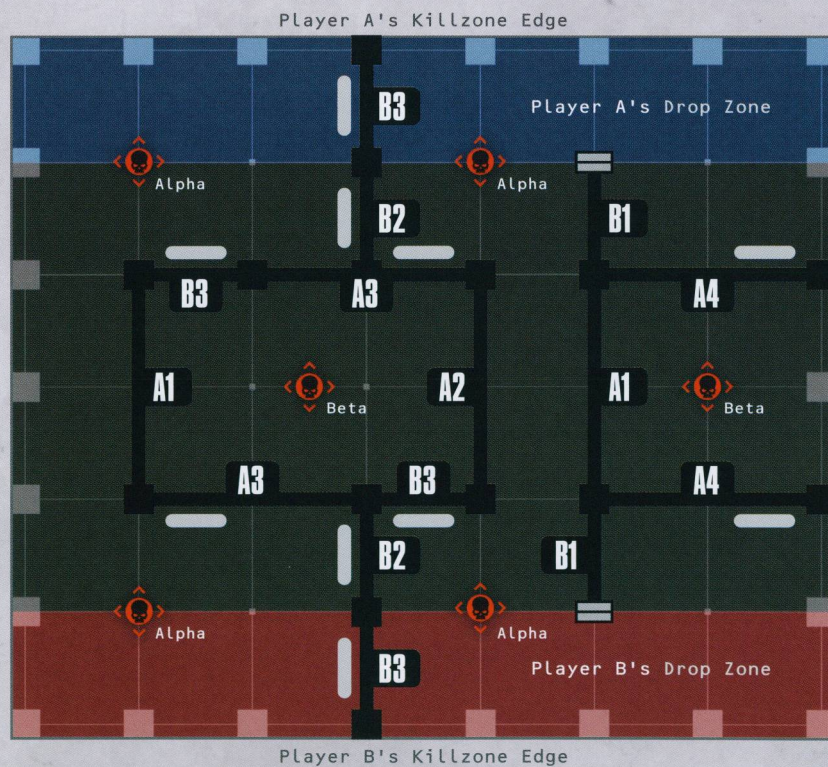 Player A's Killzone Edge
B3
Player A's Drop Zone
Alpha
Alpha
B2
B1
B3
A3
A4
A1
A2
A1
Beta
Beta
A3
B3
A4
B2
B1
Alpha
Alpha
B3
Player B's Drop Zone
Player B's Killzone Edge